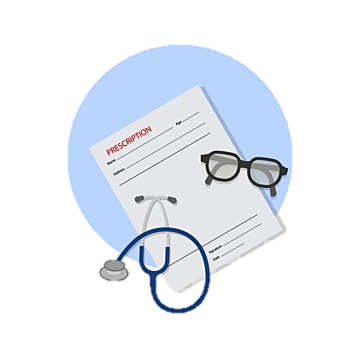 PRESCRIPTION
Name Age
Address
Signature
Date